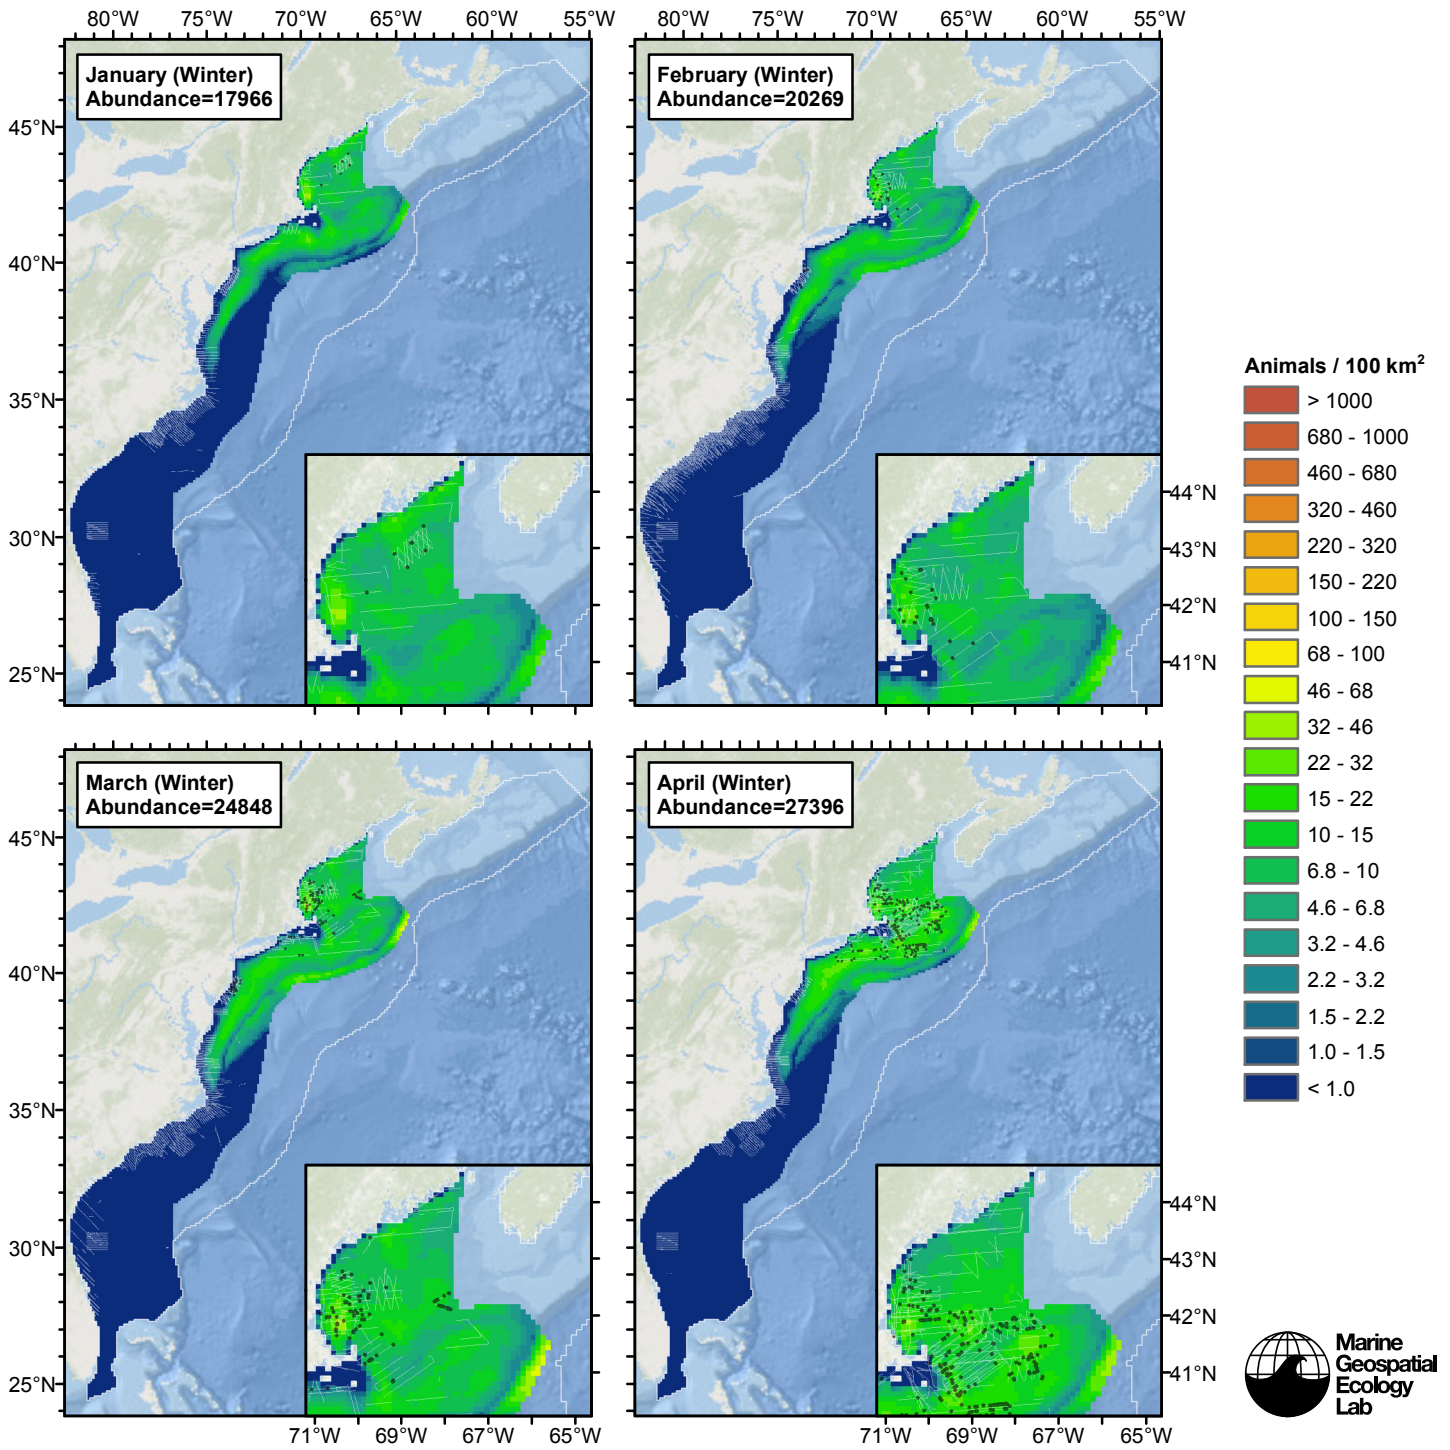 80°W 75°W 70°W 65°W 60°W 55°W 80°W 75°W 70°W 65°W 60°W 55°W
January (Winter)
Abundance=17966
February (Winter)
Abundance=20269
45°N
40°N
35°N
30°N
25°N
44°N
43°N
42°N
41°N
March (Winter)
Abundance=24848
April (Winter)
Abundance=27396
45°N
40°N
35°N
30°N
25°N
44°N
43°N
42°N
41°N
71°W 69°W 67°W 65°W 71°W 69°W 67°W 65°W
Animals / 100 km²
> 1000
680 - 1000
460 - 680
320 - 460
220 - 320
150 - 220
100 - 150
68 - 100
46 - 68
32 - 46
22 - 32
15 - 22
10 - 15
6.8 - 10
4.6 - 6.8
3.2 - 4.6
2.2 - 3.2
1.5 - 2.2
1.0 - 1.5
< 1.0
Marine
Geospatial
Ecology
Lab